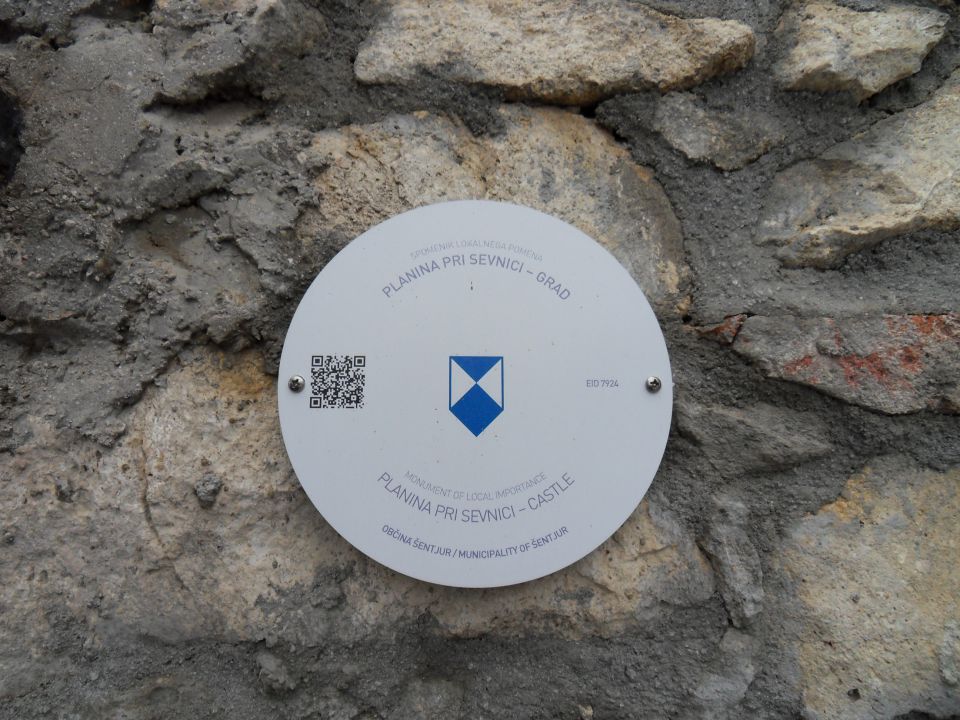 SPOMENIK LOKALNEGA POMENA
PLANINA PRI SEVNICI – GRAD
EID 7924
MONUMENT OF LOCAL IMPORTANCE
PLANINA PRI SEVNICI – CASTLE
OBČINA ŠENTJUR / MUNICIPALITY OF ŠENTJUR